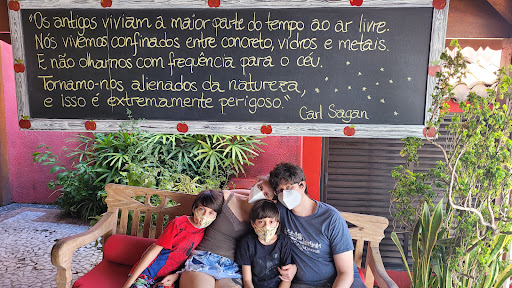 "Os antigos viviam a maior parte do tempo ao ar livre.
Nós vivemos confinados entre concreto, vidros e metais.
E não olhamos com frequência para o céu.
Tornamo-nos alienados da natureza,
e isso é extremamente perigoso."
Carl Sagan